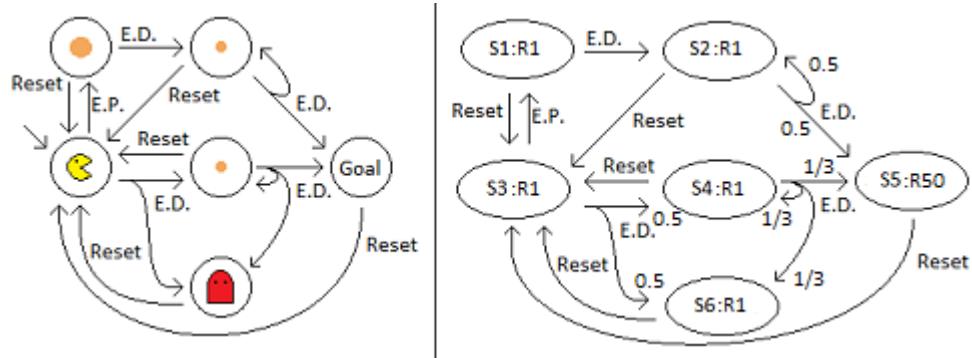 E.D.
Reset
E.P.
Reset
E.D.
Reset
E.D.
Goal
E.D.
Reset
Reset
S1:R1
E.D.
S2:R1
0.5
Reset
E.P.
Reset
0.5
E.D.
S3:R1
Reset
S4:R1
1/3
S5:R50
E.D.
0.5
1/3
E.D.
Reset
0.5
1/3
Reset
S6:R1